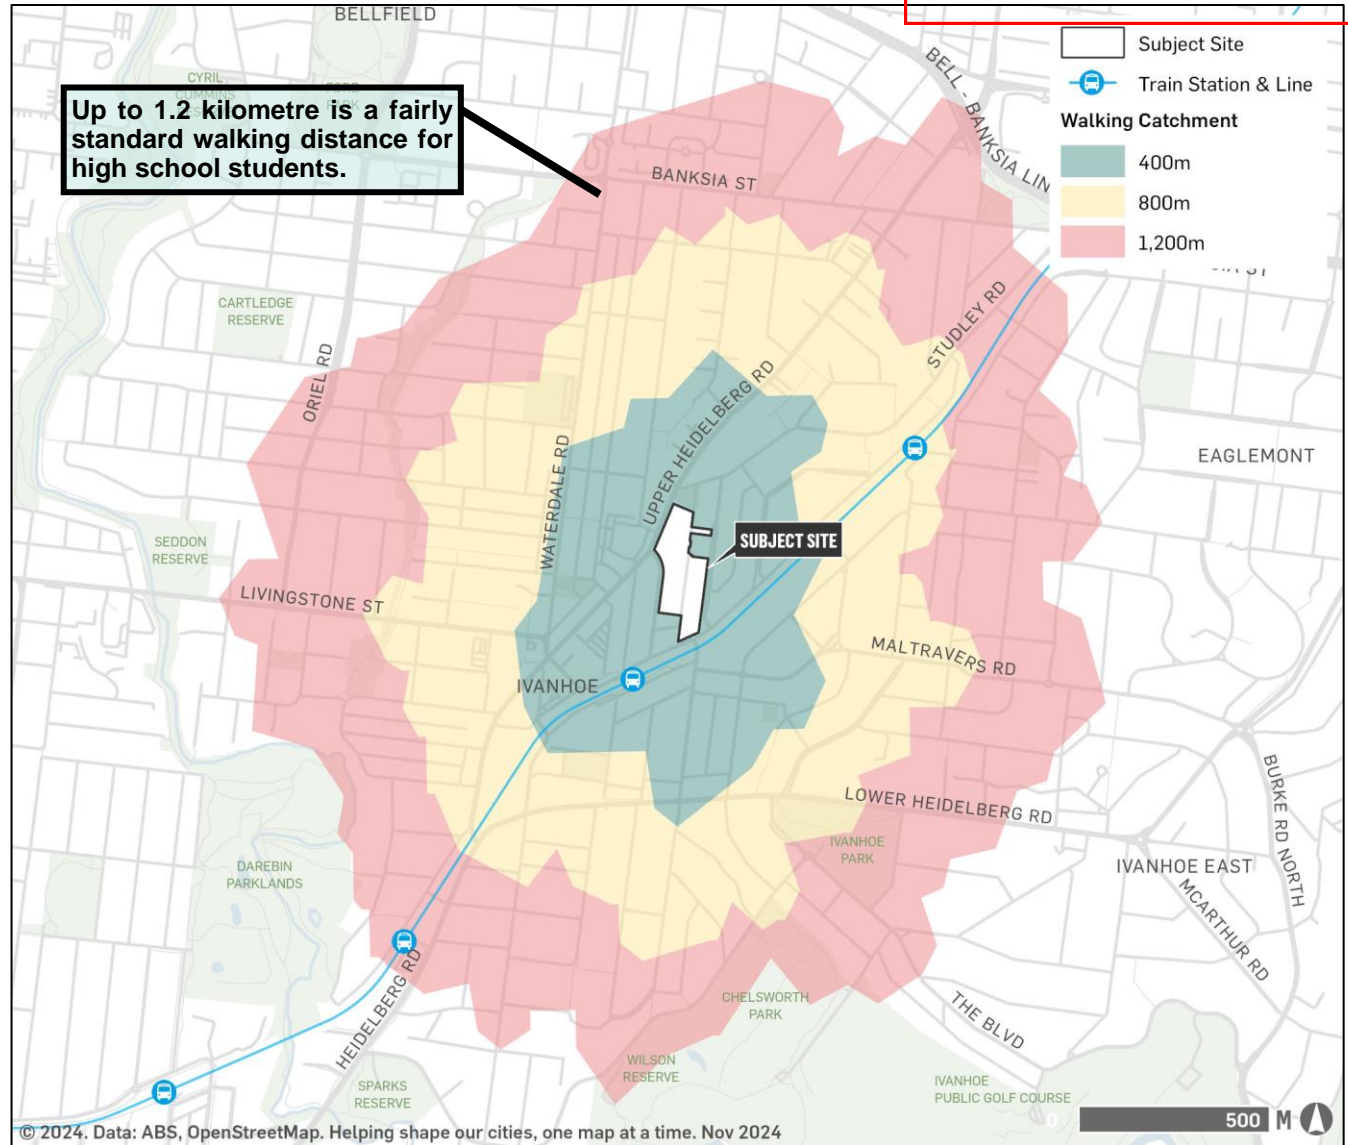 BELLFIELD
Subject Site
Train Station & Line
Walking Catchment
400m
800m
1,200m
BELL - BANKSIA LIN
CYRIL
CUMMINS
FORD
PARK
Up to 1.2 kilometre is a fairly
standard walking distance for
high school students.
BANKSIA ST
CARTLEDGE
RESERVE
STUDLEY RD
ORIEL RD
UPPER HEIDELBERG RD
WATERDALE RD
EAGLEMONT
SUBJECT SITE
SEDDON
RESERVE
LIVINGSTONE ST
MALTRAVERS RD
IVANHOE
LOWER HEIDELBERG RD
BURKE RD NORTH
IVANHOE
PARK
IVANHOE EAST
DAREBIN
PARKLANDS
MCARTHUR RD
HEIDELBERG RD
CHELSWORTH
PARK
THE BLVD
WILSON
RESERVE
SPARKS
RESERVE
IVANHOE
PUBLIC GOLF COURSE
0 500 M
© 2024. Data: ABS, OpenStreetMap. Helping shape our cities, one map at a time. Nov 2024